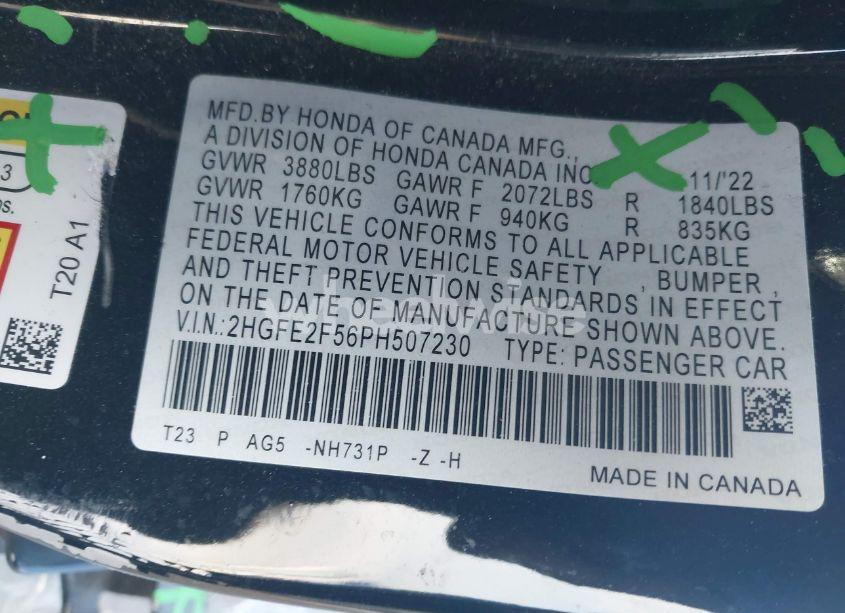 MFD.BY HONDA OF CANADA MFG.,
A DIVISION OF HONDA CANADA INC
11/'22
GVWR 3880LBS GAWR F 2072LBS R 1840LBS
GVWR 1760KG GAWR F 940KG R 835KG
THIS VEHICLE CONFORMS TO ALL APPLICABLE
FEDERAL MOTOR VEHICLE SAFETY , BUMPER ,
AND THEFT PREVENTION STANDARDS IN EFFECT
ON THE DATE OF MANUFACTURE SHOWN ABOVE.
V.I.N.:2HGFE2F56PH507230 TYPE: PASSENGER CAR
T23 P AG5 -NH731P -Z -H
MADE IN CANADA
T20 A1
wheelwise